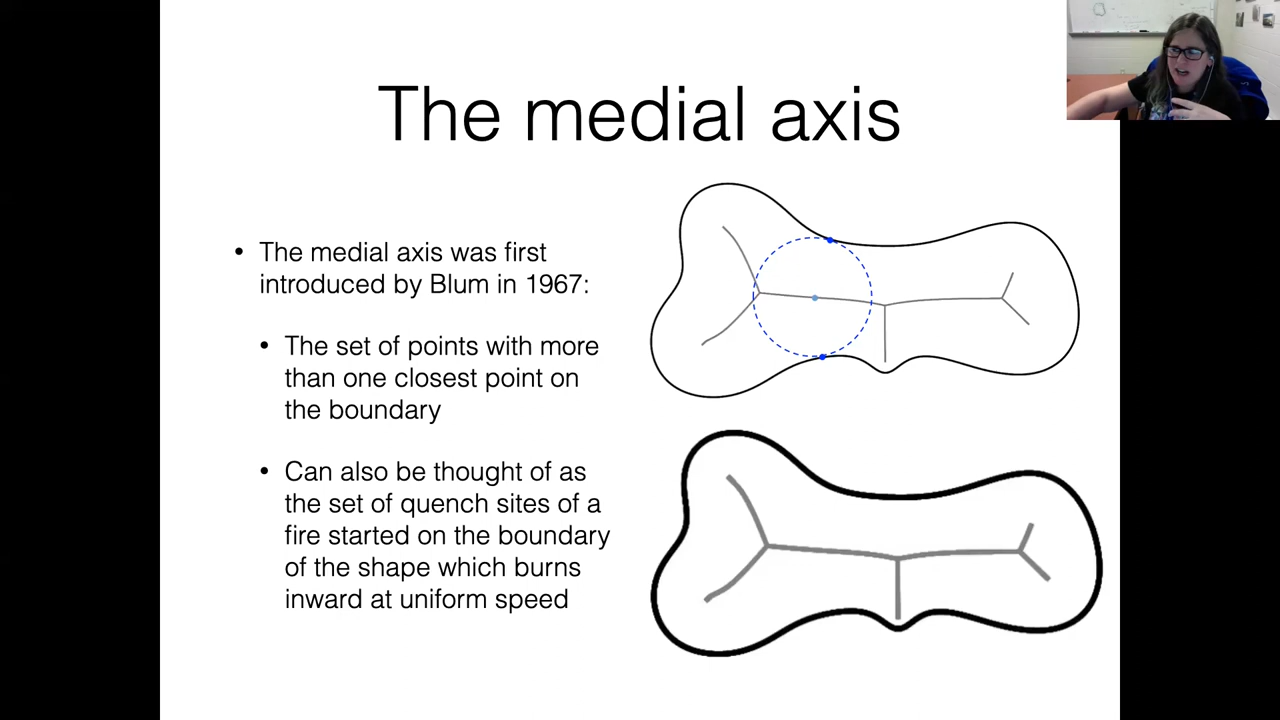 The medial axis
• The medial axis was first
introduced by Blum in 1967:
• The set of points with more
than one closest point on
the boundary
• Can also be thought of as
the set of quench sites of a
fire started on the boundary
of the shape which burns
inward at uniform speed